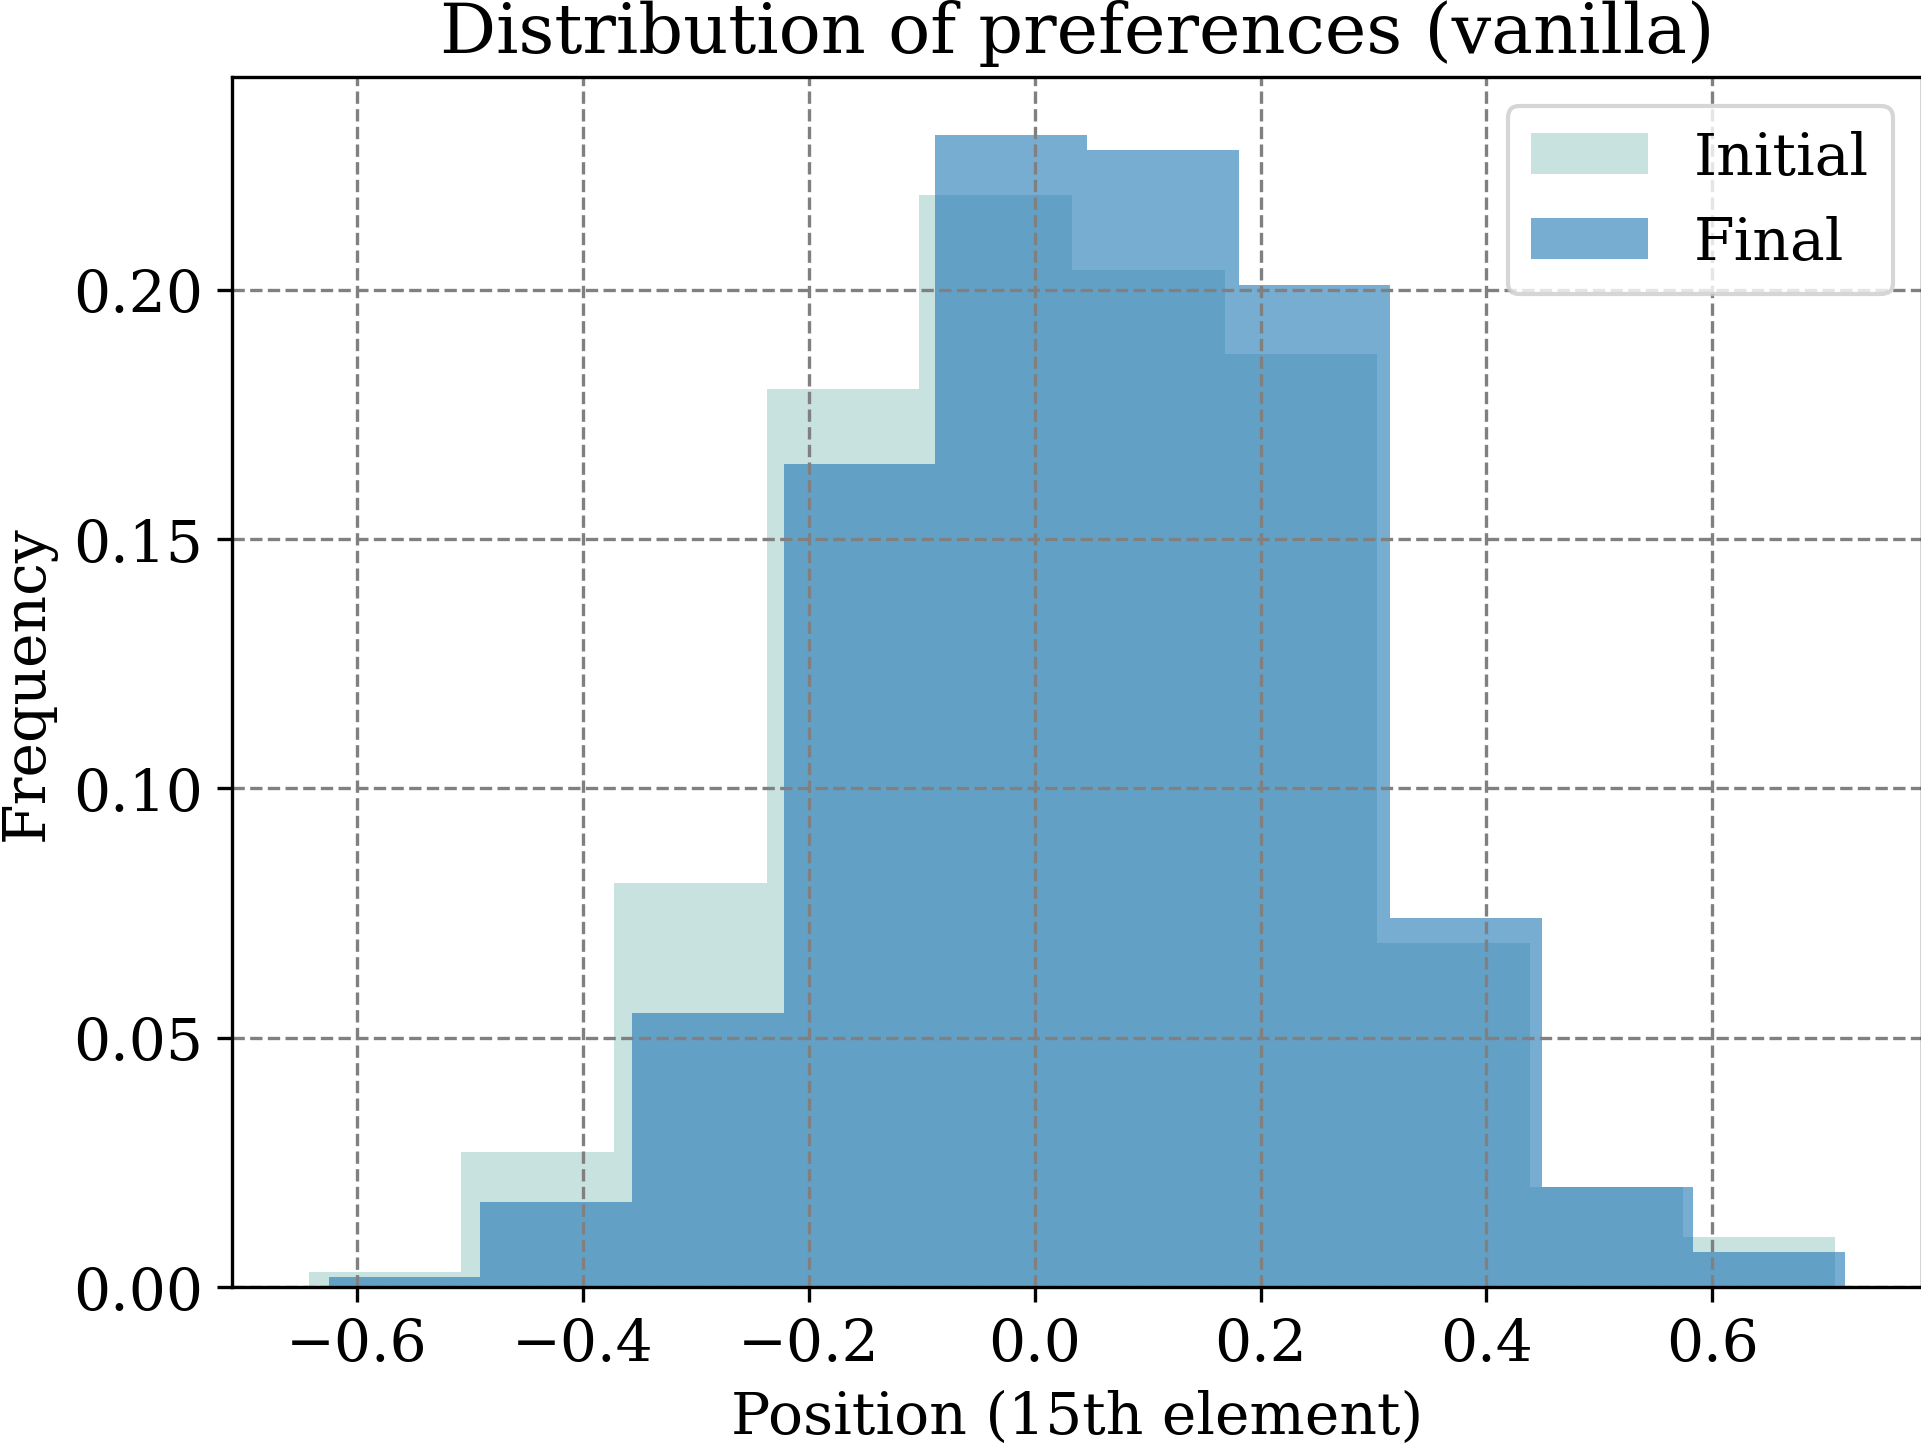 Distribution of preferences (vanilla)
Initial
Final
Frequency
0.20
0.15
0.10
0.05
0.00
−0.6
−0.4
−0.2
0.0
0.2
0.4
0.6
Position (15th element)